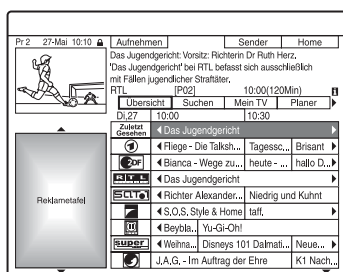 Pr 2 27-Mai 10:10 Aufnehmen Sender Home
Das Jugendgericht: Vorsitz: Richterin Dr Ruth Herz.
'Das Jugendgericht' bei RTL befasst sich ausschließlich
mit Fällen jugendlicher Straftäter.
RTL [P02] 10:00(120Min)
Übersicht Suchen Mein TV Planer
Di,27 10:00 10:30
Zuletzt Gesehen Das Jugendgericht
1 Fliege - Die Talksh... Tagessc... Brisant
ZDF Bianca - Wege zu... heute - ... hallo D...
RTL Das Jugendgericht
SAT.1 Richter Alexander... Niedrig und Kuhnt
S,O,S, Style & Home taff,
Beybla.. Yu-Gi-Oh!
super Weihna... Disneys 101 Dalmati... Neue...
J,A,G, - Im Auftrag der Ehre K1 Nach...
Reklametafel